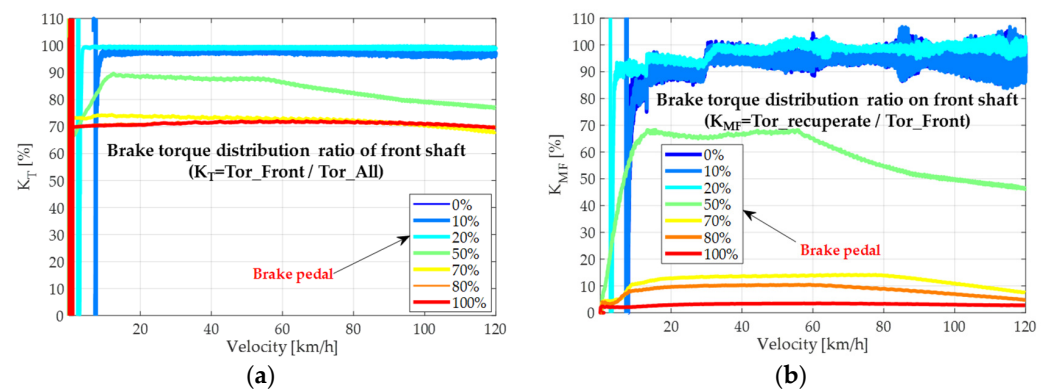 110
100
90
80
70
60
50
40
30
20
10
0
K_T [%]
Brake torque distribution ratio of front shaft
(K_T=Tor_Front / Tor_All)
0%
10%
20%
50%
70%
80%
100%
Brake pedal
20 40 60 80 100 120
Velocity [km/h]
(a)
110
100
90
80
70
60
50
40
30
20
10
0
K_MF [%]
Brake torque distribution ratio on front shaft
(K_MF=Tor_recuperate / Tor_Front)
0%
10%
20%
50%
70%
80%
100%
Brake pedal
0 20 40 60 80 100 120
Velocity [km/h]
(b)